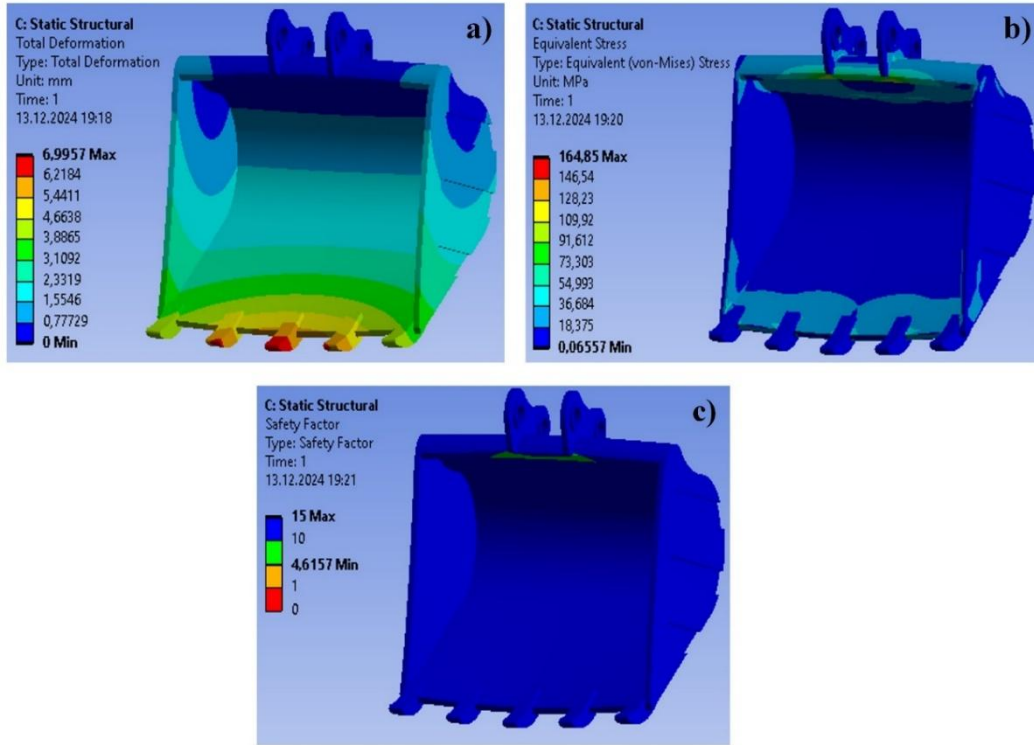 C: Static Structural
Total Deformation
Type: Total Deformation
Unit: mm
Time: 1
13.12.2024 19:18
6,9957 Max
6,2184
5,4411
4,6638
3,8865
3,1092
2,3319
1,5546
0,77729
0 Min
a)
C: Static Structural
Equivalent Stress
Type: Equivalent (von-Mises) Stress
Unit: MPa
Time: 1
13.12.2024 19:20
164,85 Max
146,54
128,23
109,92
91,612
73,303
54,993
36,684
18,375
0,06557 Min
b)
C: Static Structural
Safety Factor
Type: Safety Factor
Time: 1
13.12.2024 19:21
15 Max
10
4,6157 Min
1
0
c)